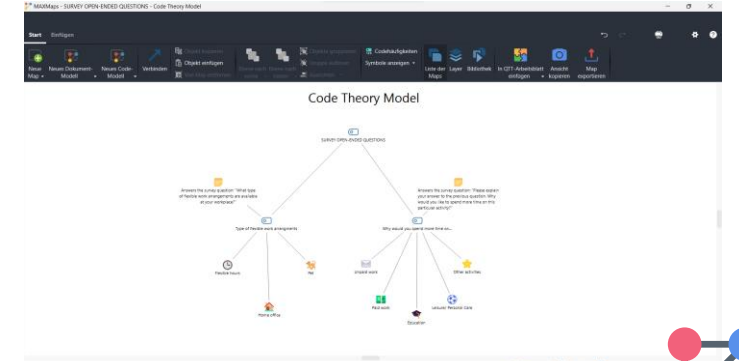 MAXMaps - SURVEY OPEN-ENDED QUESTIONS - Code Theory Model
Start Einfügen
Neue Map
Neues Dokument-Modell
Neues Code-Modell
Verbinden
Objekt kopieren
Objekt einfügen
Codehäufigkeiten
Symbole anzeigen
Liste der Maps
Layer
Bibliothek
In QTT-Arbeitsblatt einfügen
Ansicht kopieren
Map exportieren
Code Theory Model
SURVEY OPEN-ENDED QUESTIONS
Answers the survey question: "What type
of flexible work arrangements are available
at your workplace?"
Answers the survey question: "Please explain
your answer to the previous question: Why
would you like to spend more time on this
particular activity?"
Type of flexible work arrangments
Why would you spend more time on...
Flexible hours
Home office
Unpaid work
Paid work
Education
Leisure/ Personal Care
Other activities